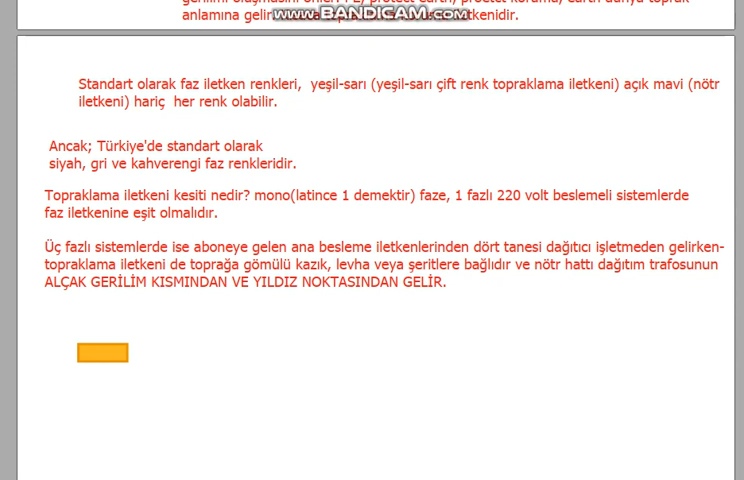 anlamına gelir
www.BANDICAM.com
Standart olarak faz iletken renkleri, yeşil-sarı (yeşil-sarı çift renk topraklama iletkeni) açık mavi (nötr
iletkeni) hariç her renk olabilir.
Ancak; Türkiye'de standart olarak
siyah, gri ve kahverengi faz renkleridir.
Topraklama iletkeni kesiti nedir? mono(latince 1 demektir) faze, 1 fazlı 220 volt beslemeli sistemlerde
faz iletkenine eşit olmalıdır.
Üç fazlı sistemlerde ise aboneye gelen ana besleme iletkenlerinden dört tanesi dağıtıcı işletmeden gelirken-
topraklama iletkeni de toprağa gömülü kazık, levha veya şeritlere bağlıdır ve nötr hattı dağıtım trafosunun
ALÇAK GERİLİM KISMINDAN VE YILDIZ NOKTASINDAN GELİR.